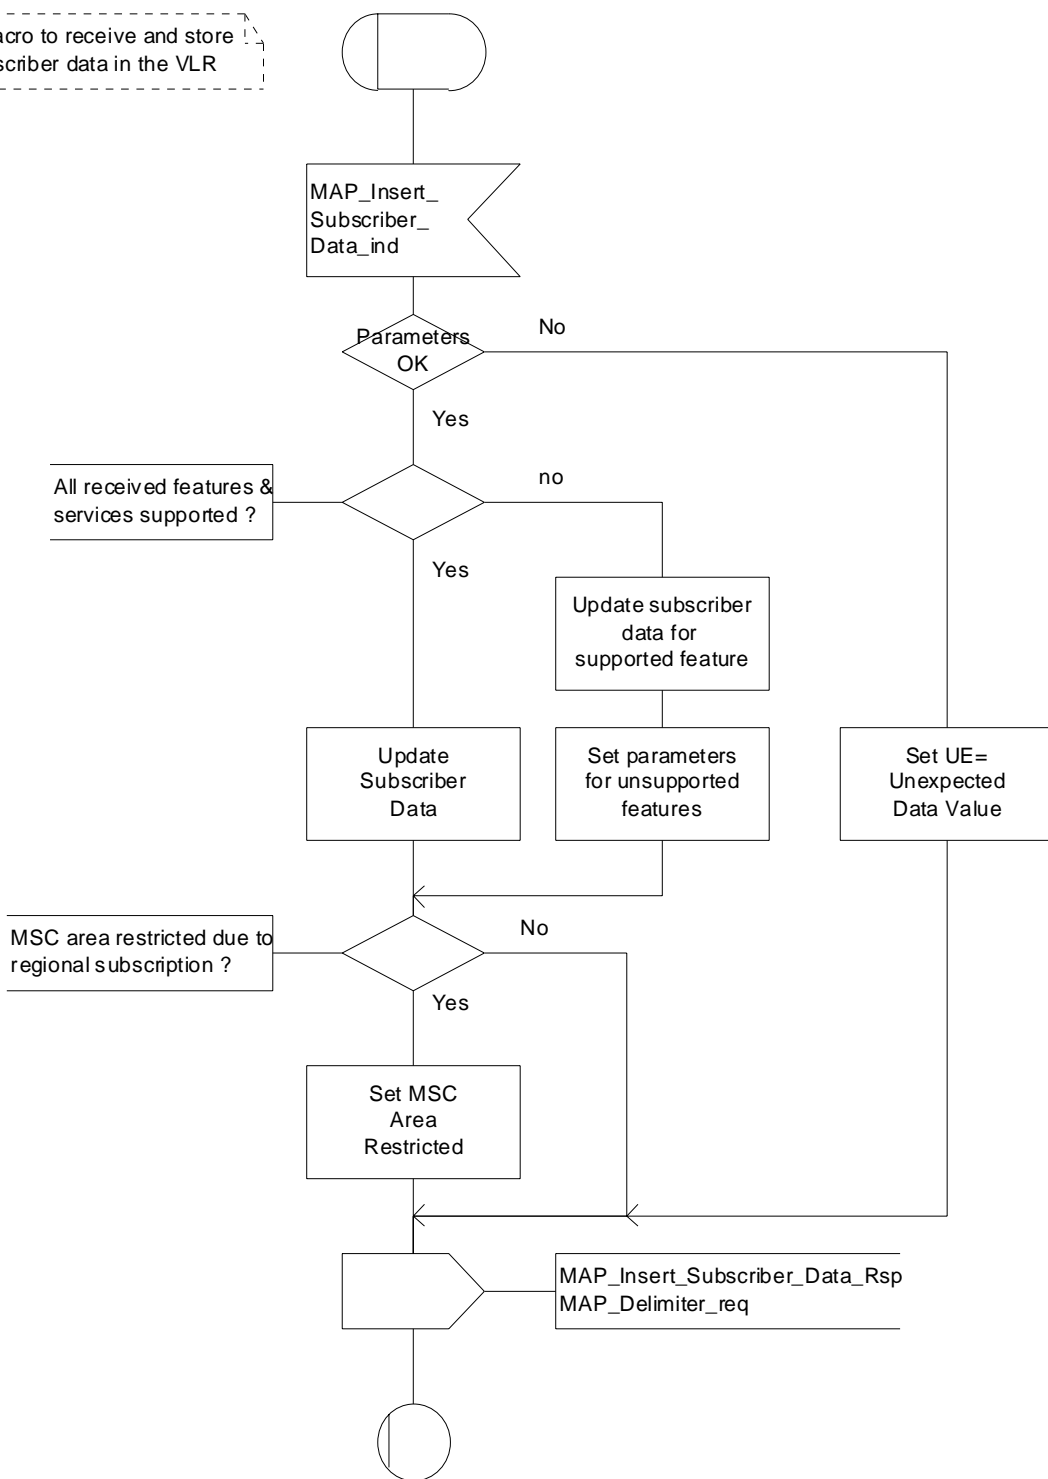 acro to receive and store
scriber data in the VLR
MAP_Insert_
Subscriber_
Data_ind
Parameters
OK
No
Yes
All received features &
services supported ?
no
Yes
Update subscriber
data for
supported feature
Update
Subscriber
Data
Set parameters
for unsupported
features
Set UE=
Unexpected
Data Value
MSC area restricted due to
regional subscription ?
No
Yes
Set MSC
Area
Restricted
MAP_Insert_Subscriber_Data_Rsp
MAP_Delimiter_req